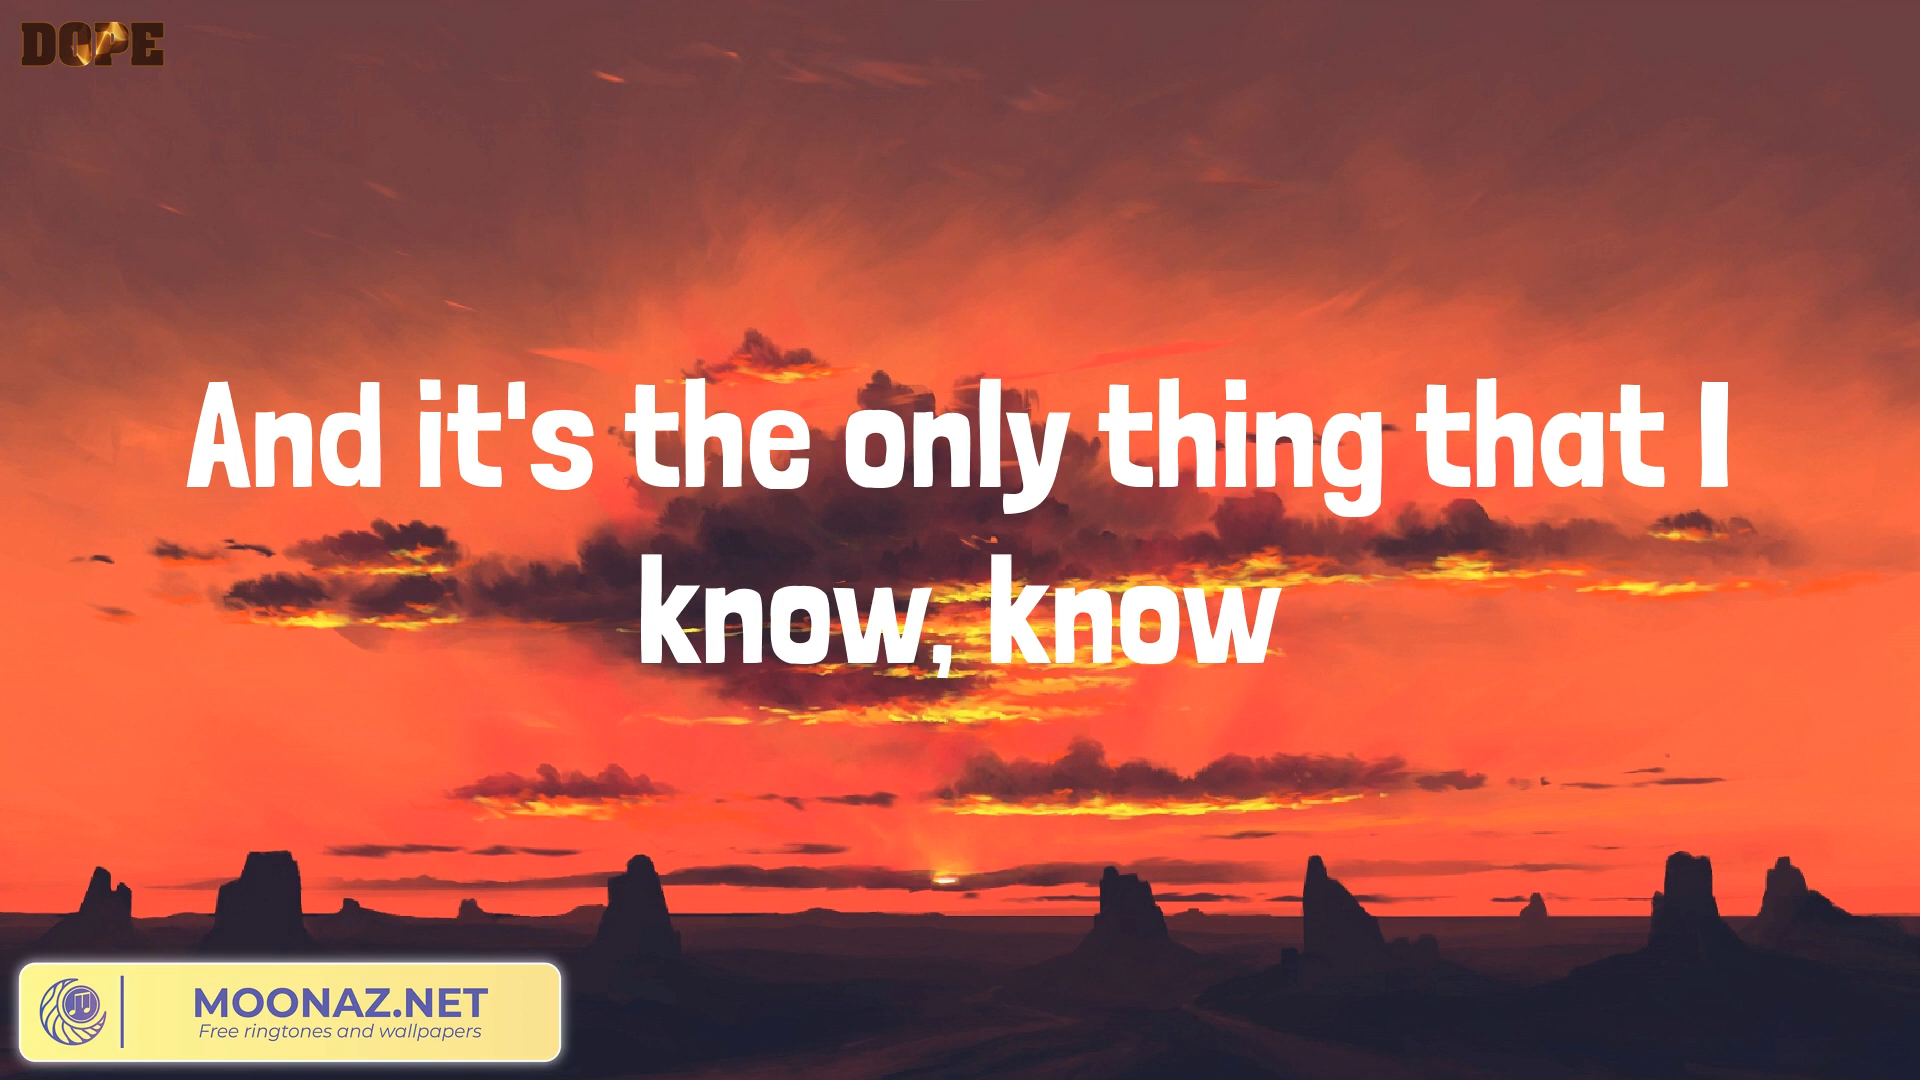 DOPE
And it's the only thing that I
know, know
MOONAZ.NET
Free ringtones and wallpapers